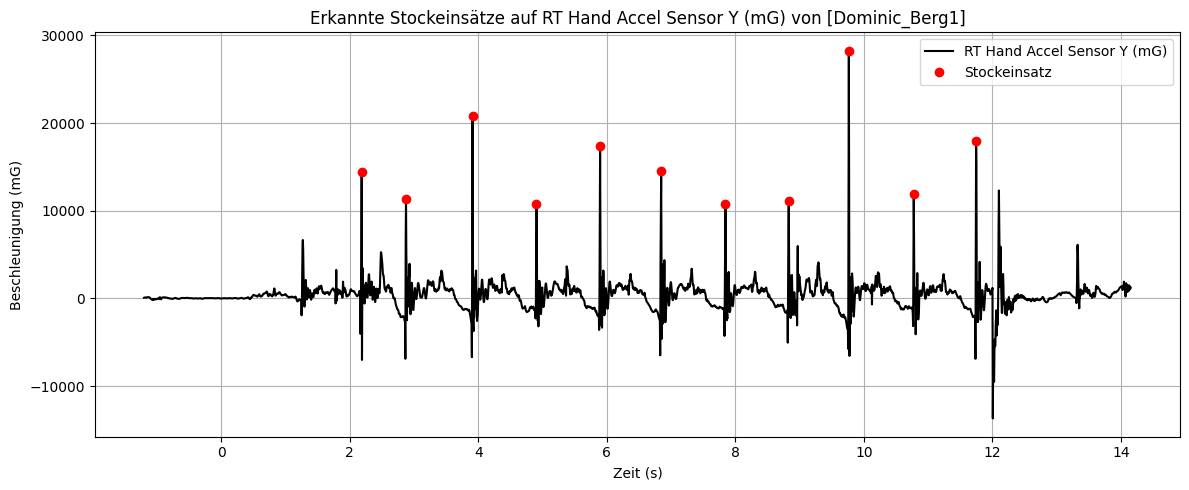 Erkannte Stockeinsätze auf RT Hand Accel Sensor Y (mG) von [Dominic_Berg1]
RT Hand Accel Sensor Y (mG)
Stockeinsatz
Beschleunigung (mG)
30000
20000
10000
0
−10000
0 2 4 6 8 10 12 14
Zeit (s)